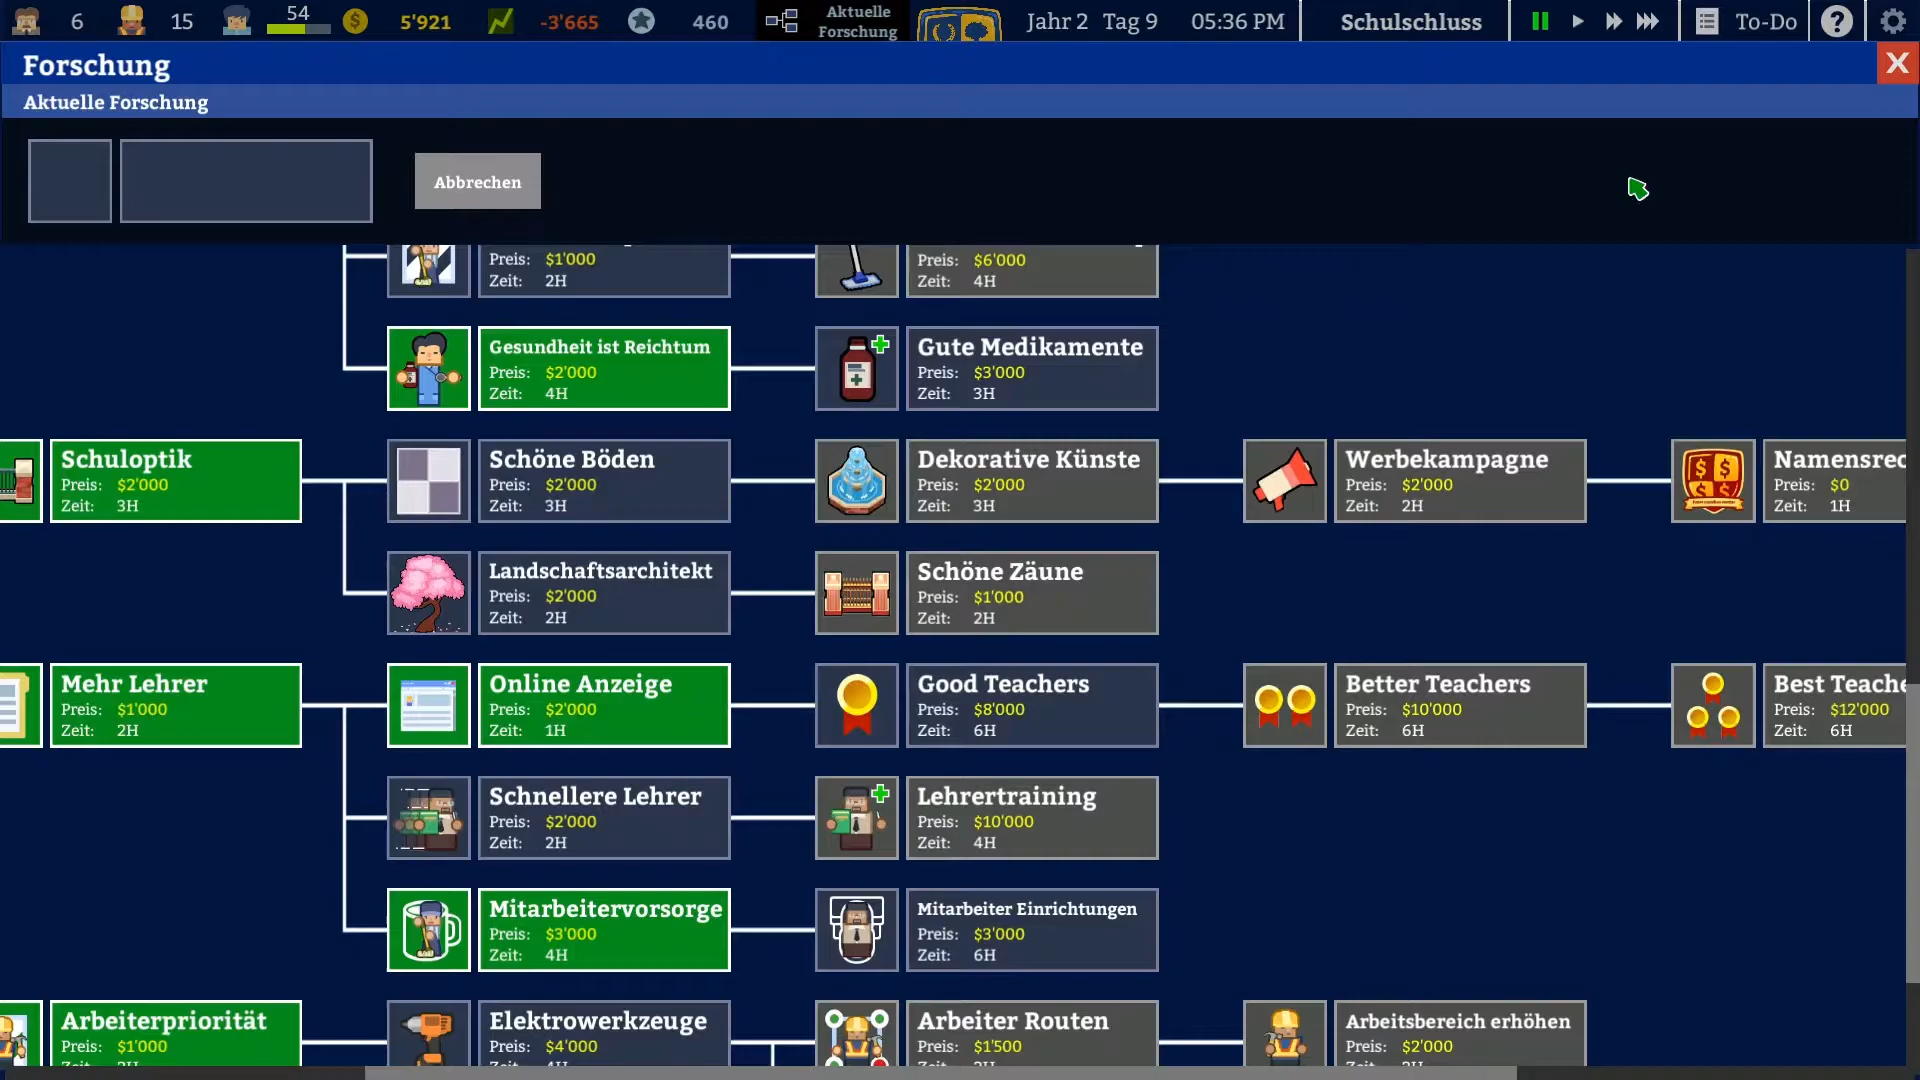 6 15 54 5'921 -3'665 460 Aktuelle Forschung Jahr 2 Tag 9 05:36 PM Schulschluss To-Do ?
Forschung X
Aktuelle Forschung
Abbrechen
Preis: $1'000
Zeit: 2H
Preis: $6'000
Zeit: 4H
Gesundheit ist Reichtum
Preis: $2'000
Zeit: 4H
Gute Medikamente
Preis: $3'000
Zeit: 3H
Schuloptik
Preis: $2'000
Zeit: 3H
Schöne Böden
Preis: $2'000
Zeit: 3H
Dekorative Künste
Preis: $2'000
Zeit: 3H
Werbekampagne
Preis: $2'000
Zeit: 2H
Namensrec
Preis: $0
Zeit: 1H
Landschaftsarchitekt
Preis: $2'000
Zeit: 2H
Schöne Zäune
Preis: $1'000
Zeit: 2H
Mehr Lehrer
Preis: $1'000
Zeit: 2H
Online Anzeige
Preis: $2'000
Zeit: 1H
Good Teachers
Preis: $8'000
Zeit: 6H
Better Teachers
Preis: $10'000
Zeit: 6H
Best Teache
Preis: $12'000
Zeit: 6H
Schnellere Lehrer
Preis: $2'000
Zeit: 2H
Lehrertraining
Preis: $10'000
Zeit: 4H
Mitarbeitervorsorge
Preis: $3'000
Zeit: 4H
Mitarbeiter Einrichtungen
Preis: $3'000
Zeit: 6H
Arbeiterpriorität
Preis: $1'000
Elektrowerkzeuge
Preis: $4'000
Arbeiter Routen
Preis: $1'500
Arbeitsbereich erhöhen
Preis: $2'000